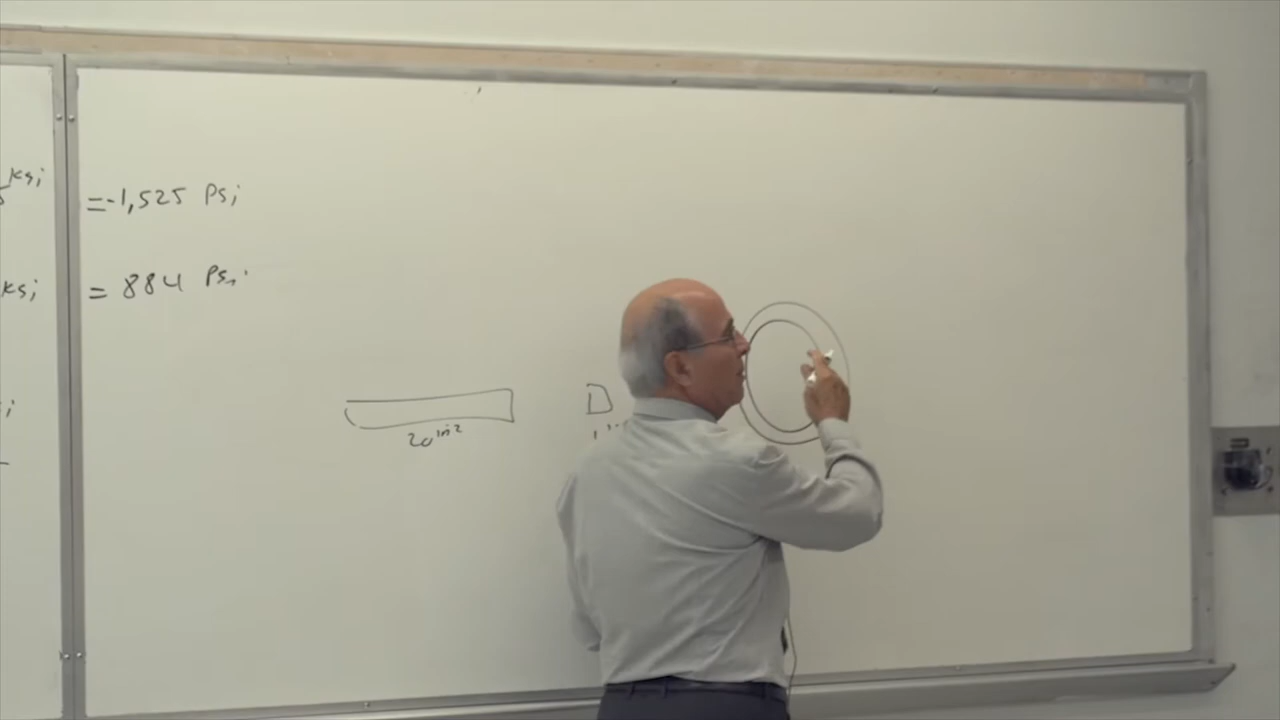 ksi = -1,525 Psi
ksi = 884 Psi
20 in2
D